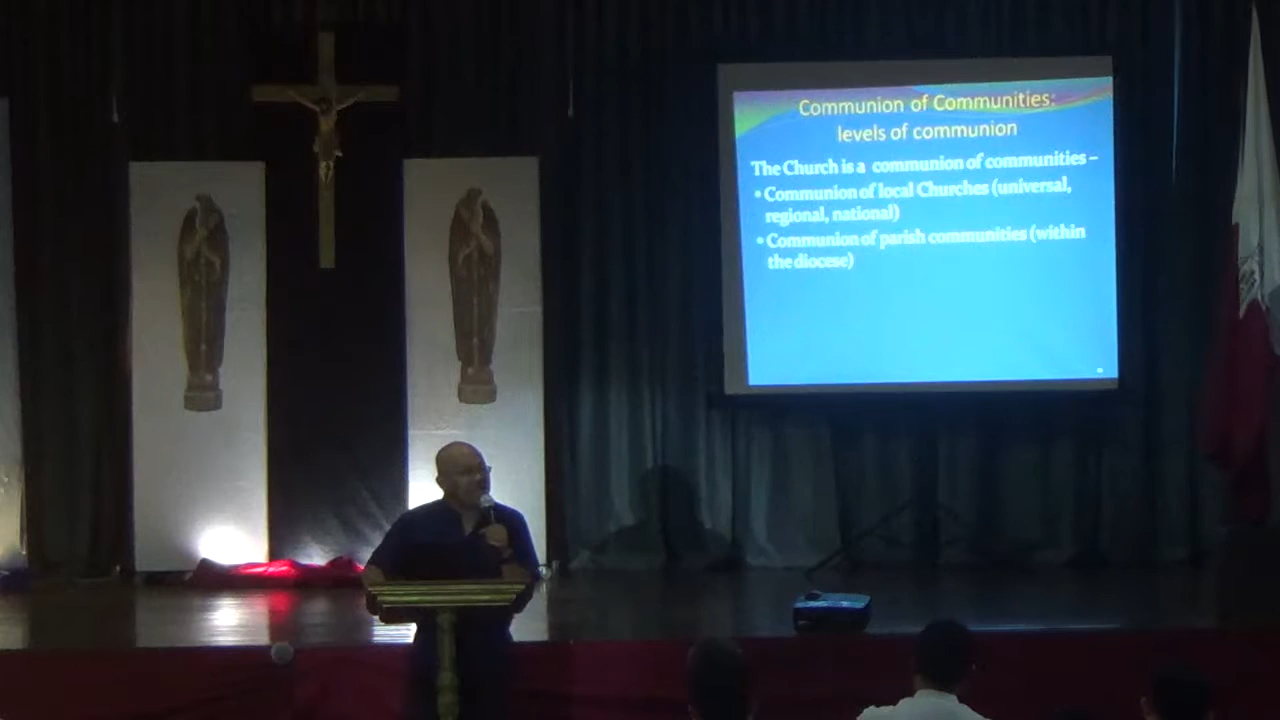 Communion of Communities:
levels of communion
The Church is a communion of communities –
• Communion of local Churches (universal,
regional, national)
• Communion of parish communities (within
the diocese)